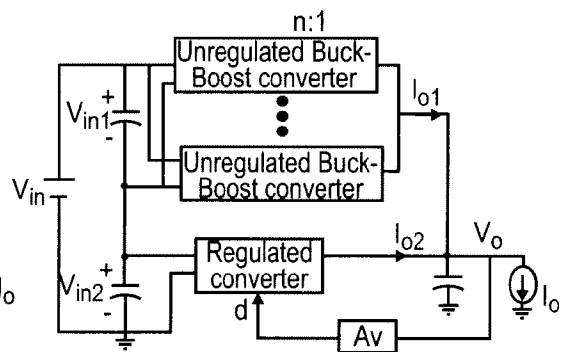 n:1
Unregulated Buck-
Boost converter
Io1
+
Vin1
-
Unregulated Buck-
Boost converter
Vin
Regulated
converter
Io2
Vo
+
Vin2
-
Io
d
Av